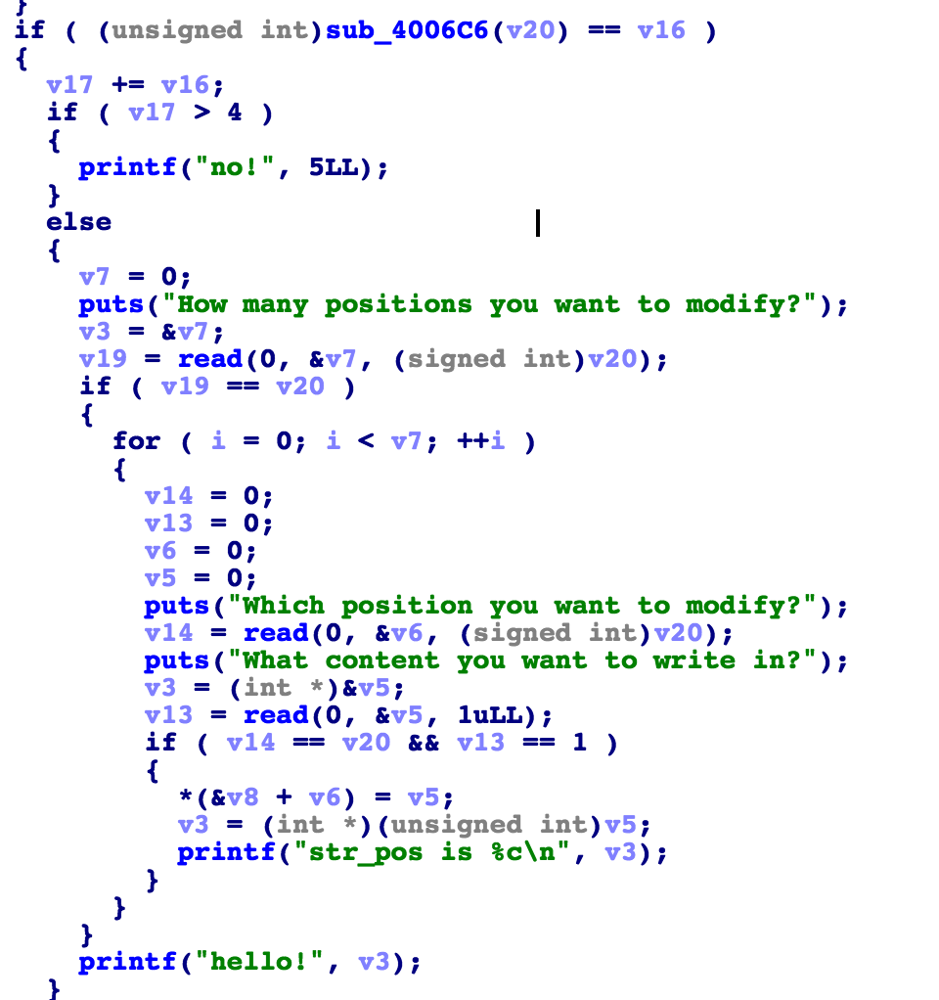 }
if ( (unsigned int)sub_4006C6(v20) == v16 )
{
v17 += v16;
if ( v17 > 4 )
{
printf("no!", 5LL);
}
else
{
v7 = 0;
puts("How many positions you want to modify?");
v3 = &v7;
v19 = read(0, &v7, (signed int)v20);
if ( v19 == v20 )
{
for ( i = 0; i < v7; ++i )
{
v14 = 0;
v13 = 0;
v6 = 0;
v5 = 0;
puts("Which position you want to modify?");
v14 = read(0, &v6, (signed int)v20);
puts("What content you want to write in?");
v3 = (int *)&v5;
v13 = read(0, &v5, 1uLL);
if ( v14 == v20 && v13 == 1 )
{
*(&v8 + v6) = v5;
v3 = (int *)(unsigned int)v5;
printf("str_pos is %c\n", v3);
}
}
}
printf("hello!", v3);
}